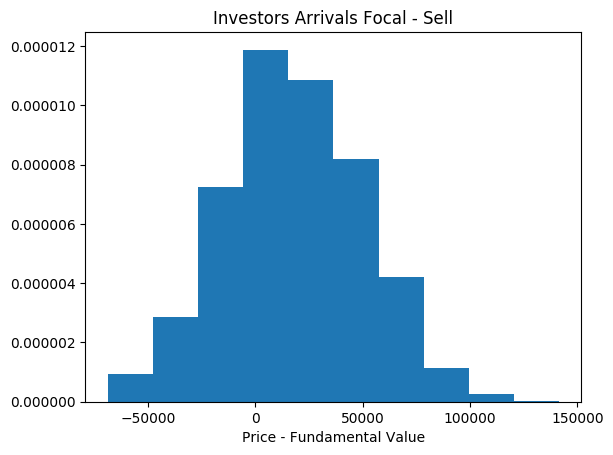 Investors Arrivals Focal - Sell
0.000012
0.000010
0.000008
0.000006
0.000004
0.000002
0.000000
−50000 0 50000 100000 150000
Price - Fundamental Value